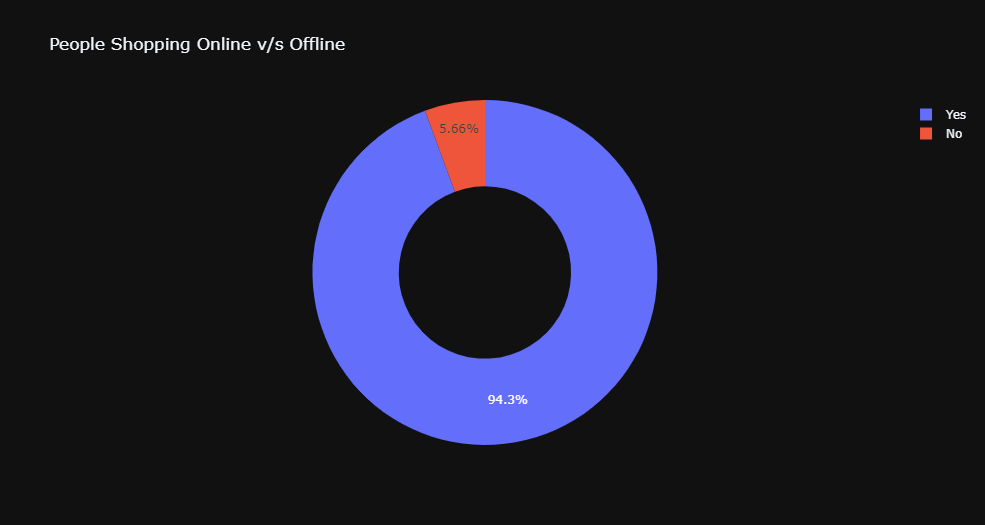 People Shopping Online v/s Offline
Yes
No
5.66%
94.3%